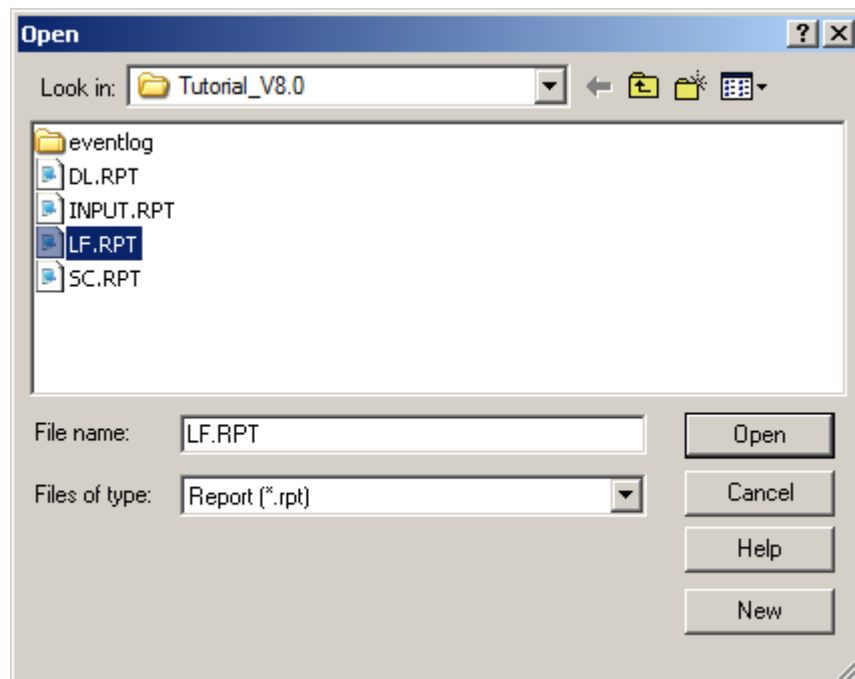 Open
Look in: Tutorial_V8.0
eventlog
DL.RPT
INPUT.RPT
LF.RPT
SC.RPT
File name: LF.RPT Open
Files of type: Report (*.rpt) Cancel
Help
New